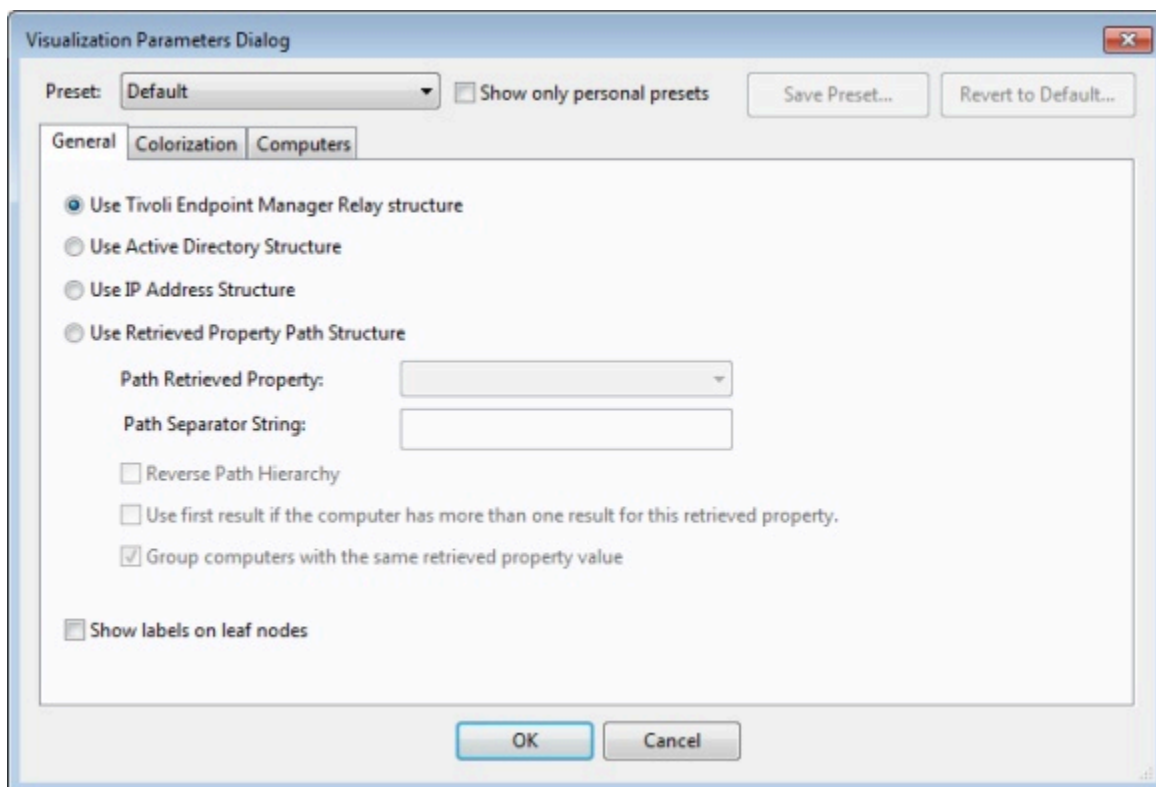 Visualization Parameters Dialog
Preset: Default Show only personal presets Save Preset... Revert to Default...
General Colorization Computers
Use Tivoli Endpoint Manager Relay structure
Use Active Directory Structure
Use IP Address Structure
Use Retrieved Property Path Structure
Path Retrieved Property:
Path Separator String:
Reverse Path Hierarchy
Use first result if the computer has more than one result for this retrieved property.
Group computers with the same retrieved property value
Show labels on leaf nodes
OK Cancel